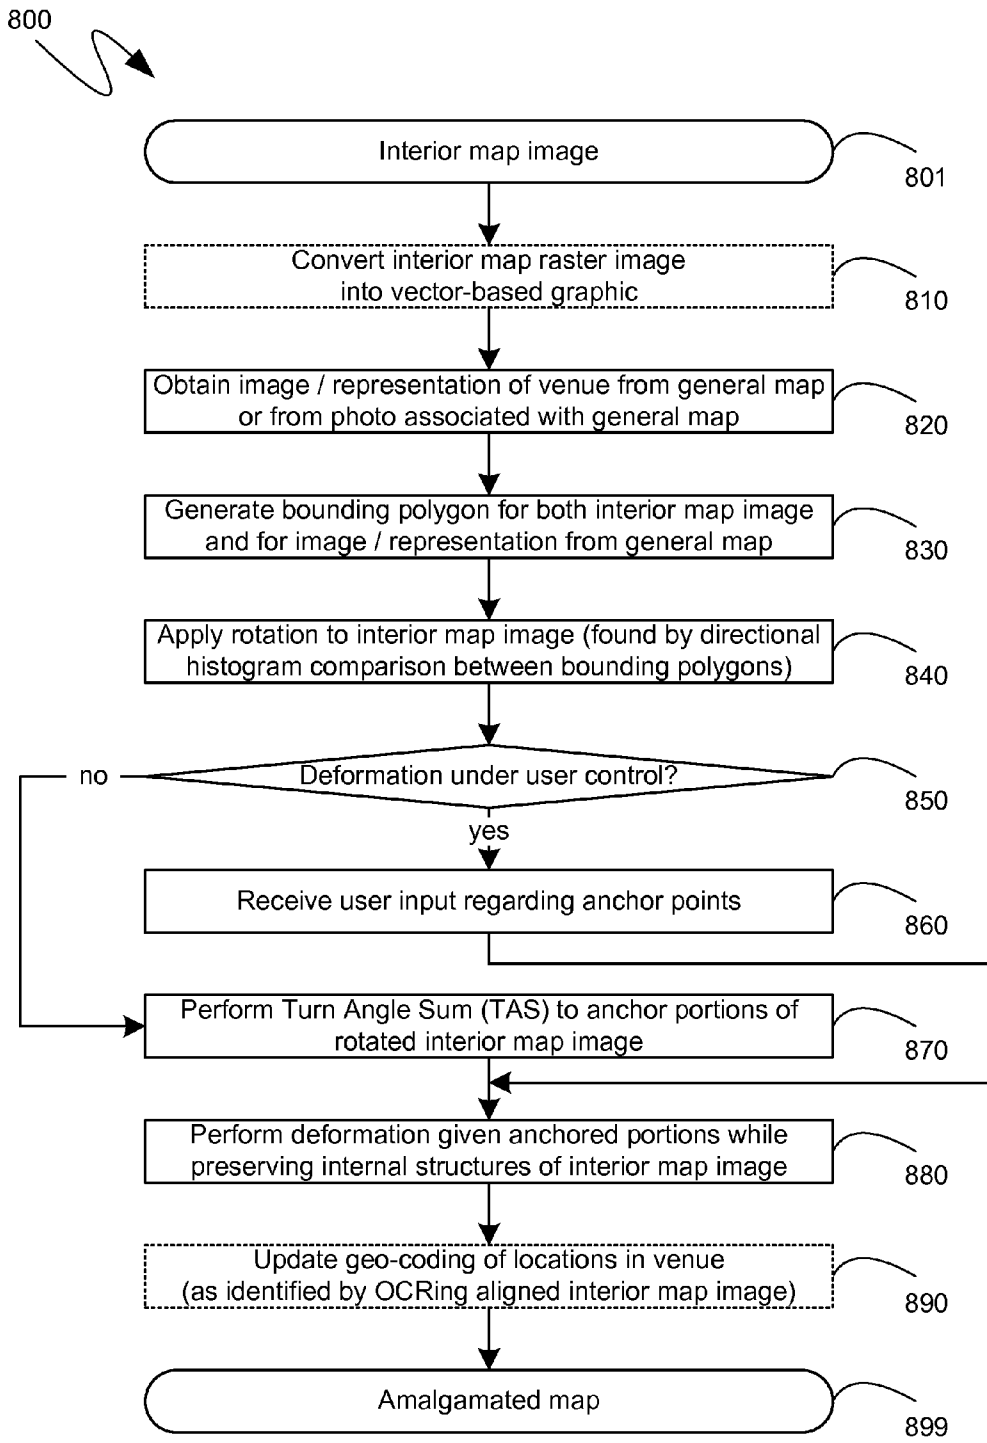 800
Interior map image
801
Convert interior map raster image
into vector-based graphic
810
Obtain image / representation of venue from general map
or from photo associated with general map
820
Generate bounding polygon for both interior map image
and for image / representation from general map
830
Apply rotation to interior map image (found by directional
histogram comparison between bounding polygons)
840
no
Deformation under user control?
850
yes
Receive user input regarding anchor points
860
Perform Turn Angle Sum (TAS) to anchor portions of
rotated interior map image
870
Perform deformation given anchored portions while
preserving internal structures of interior map image
880
Update geo-coding of locations in venue
(as identified by OCRing aligned interior map image)
890
Amalgamated map
899